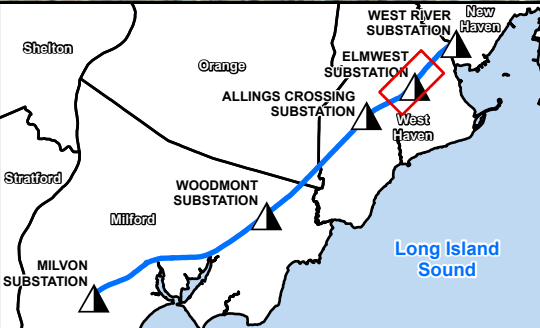 WEST RIVER
SUBSTATION
New
Haven
Shelton
Orange
ELMWEST
SUBSTATION
ALLINGS CROSSING
SUBSTATION
West
Haven
Stratford
WOODMONT
SUBSTATION
Milford
MILVON
SUBSTATION
Long Island
Sound